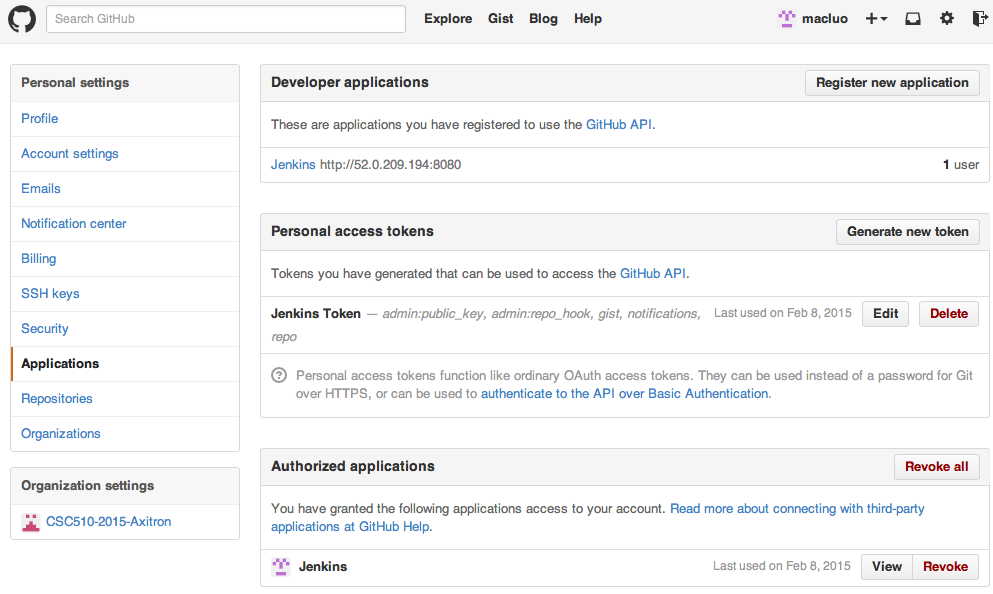 Search GitHub
Explore Gist Blog Help
macluo
Personal settings
Profile
Account settings
Emails
Notification center
Billing
SSH keys
Security
Applications
Repositories
Organizations
Organization settings
CSC510-2015-Axitron
Developer applications
Register new application
These are applications you have registered to use the GitHub API.
Jenkins http://52.0.209.194:8080
1 user
Personal access tokens
Generate new token
Tokens you have generated that can be used to access the GitHub API.
Jenkins Token — admin:public_key, admin:repo_hook, gist, notifications,
repo
Last used on Feb 8, 2015
Edit
Delete
Personal access tokens function like ordinary OAuth access tokens. They can be used instead of a password for Git
over HTTPS, or can be used to authenticate to the API over Basic Authentication.
Authorized applications
Revoke all
You have granted the following applications access to your account. Read more about connecting with third-party
applications at GitHub Help.
Jenkins
Last used on Feb 8, 2015
View
Revoke